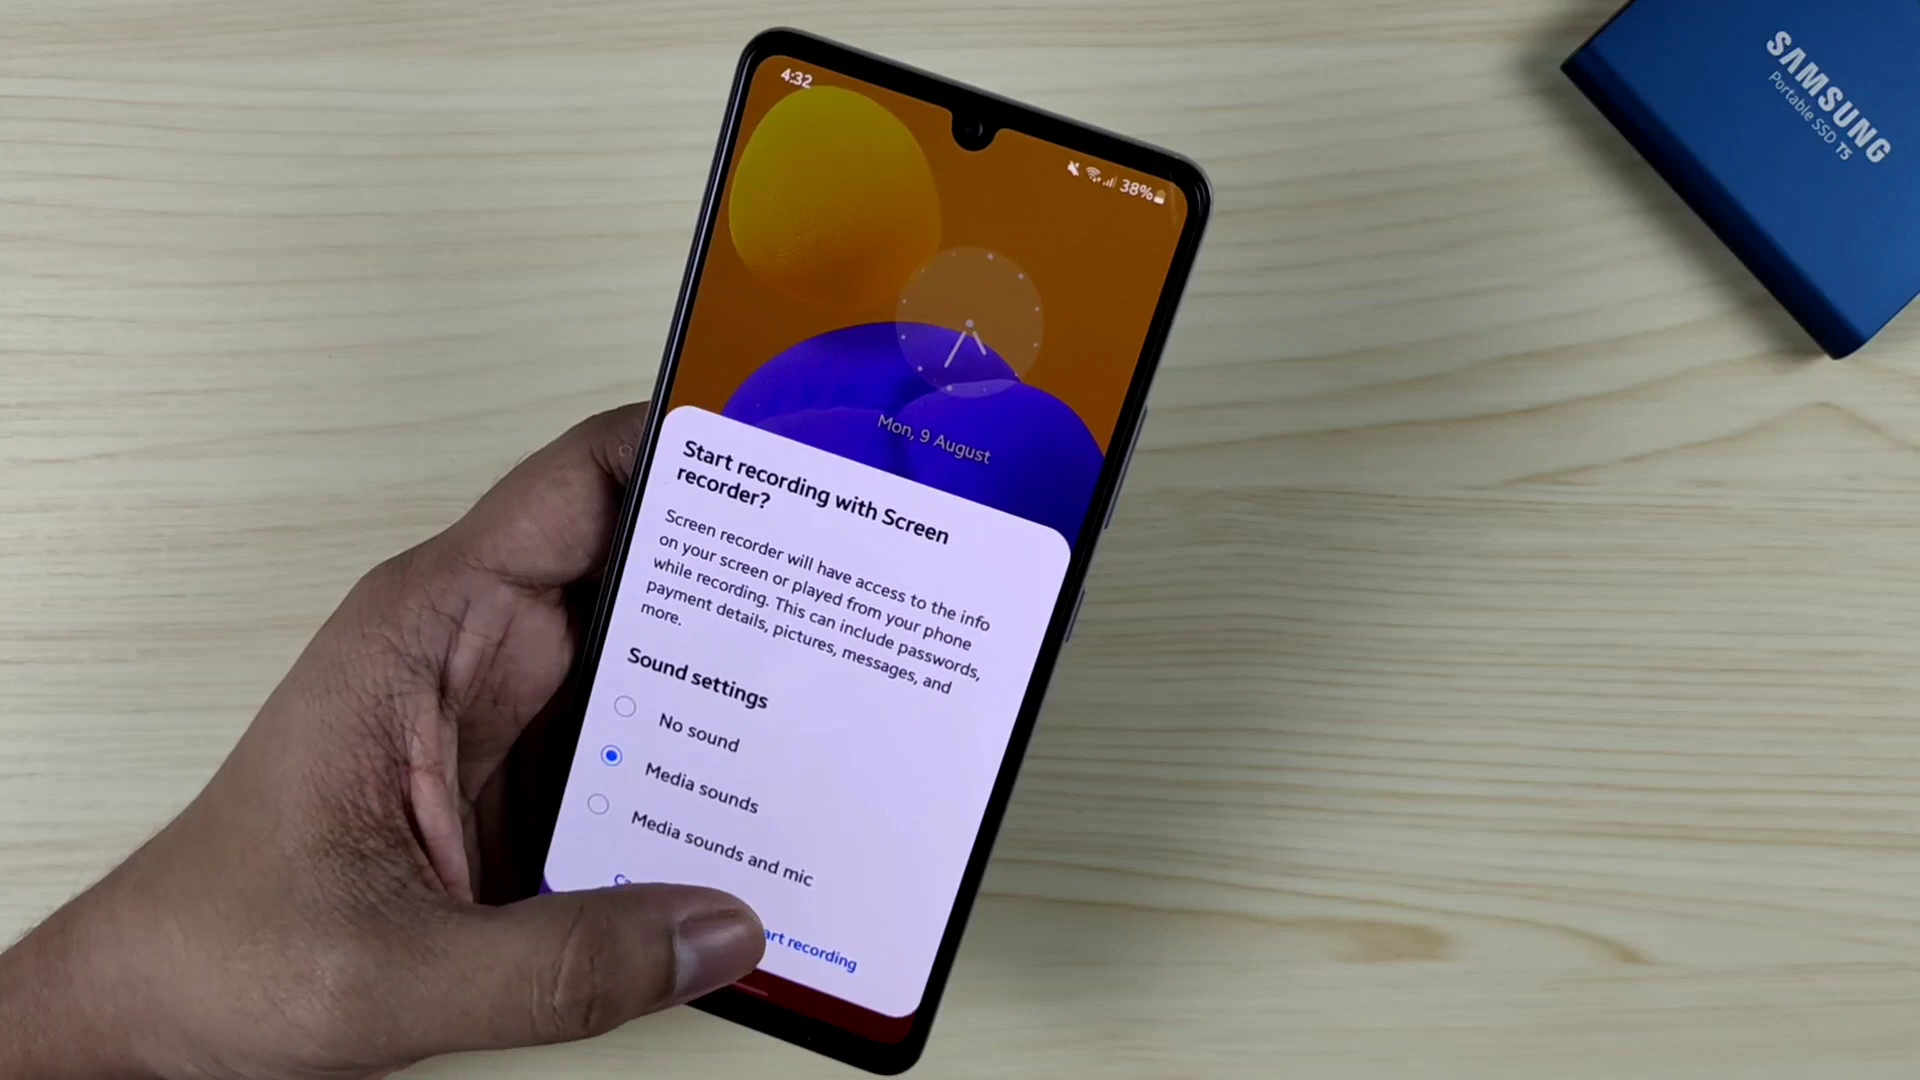 4:32
38%
Mon, 9 August
Start recording with Screen
recorder?
Screen recorder will have access to the info
on your screen or played from your phone
while recording. This can include passwords,
payment details, pictures, messages, and
more.
Sound settings
No sound
Media sounds
Media sounds and mic
art recording
SAMSUNG
Portable SSD T5